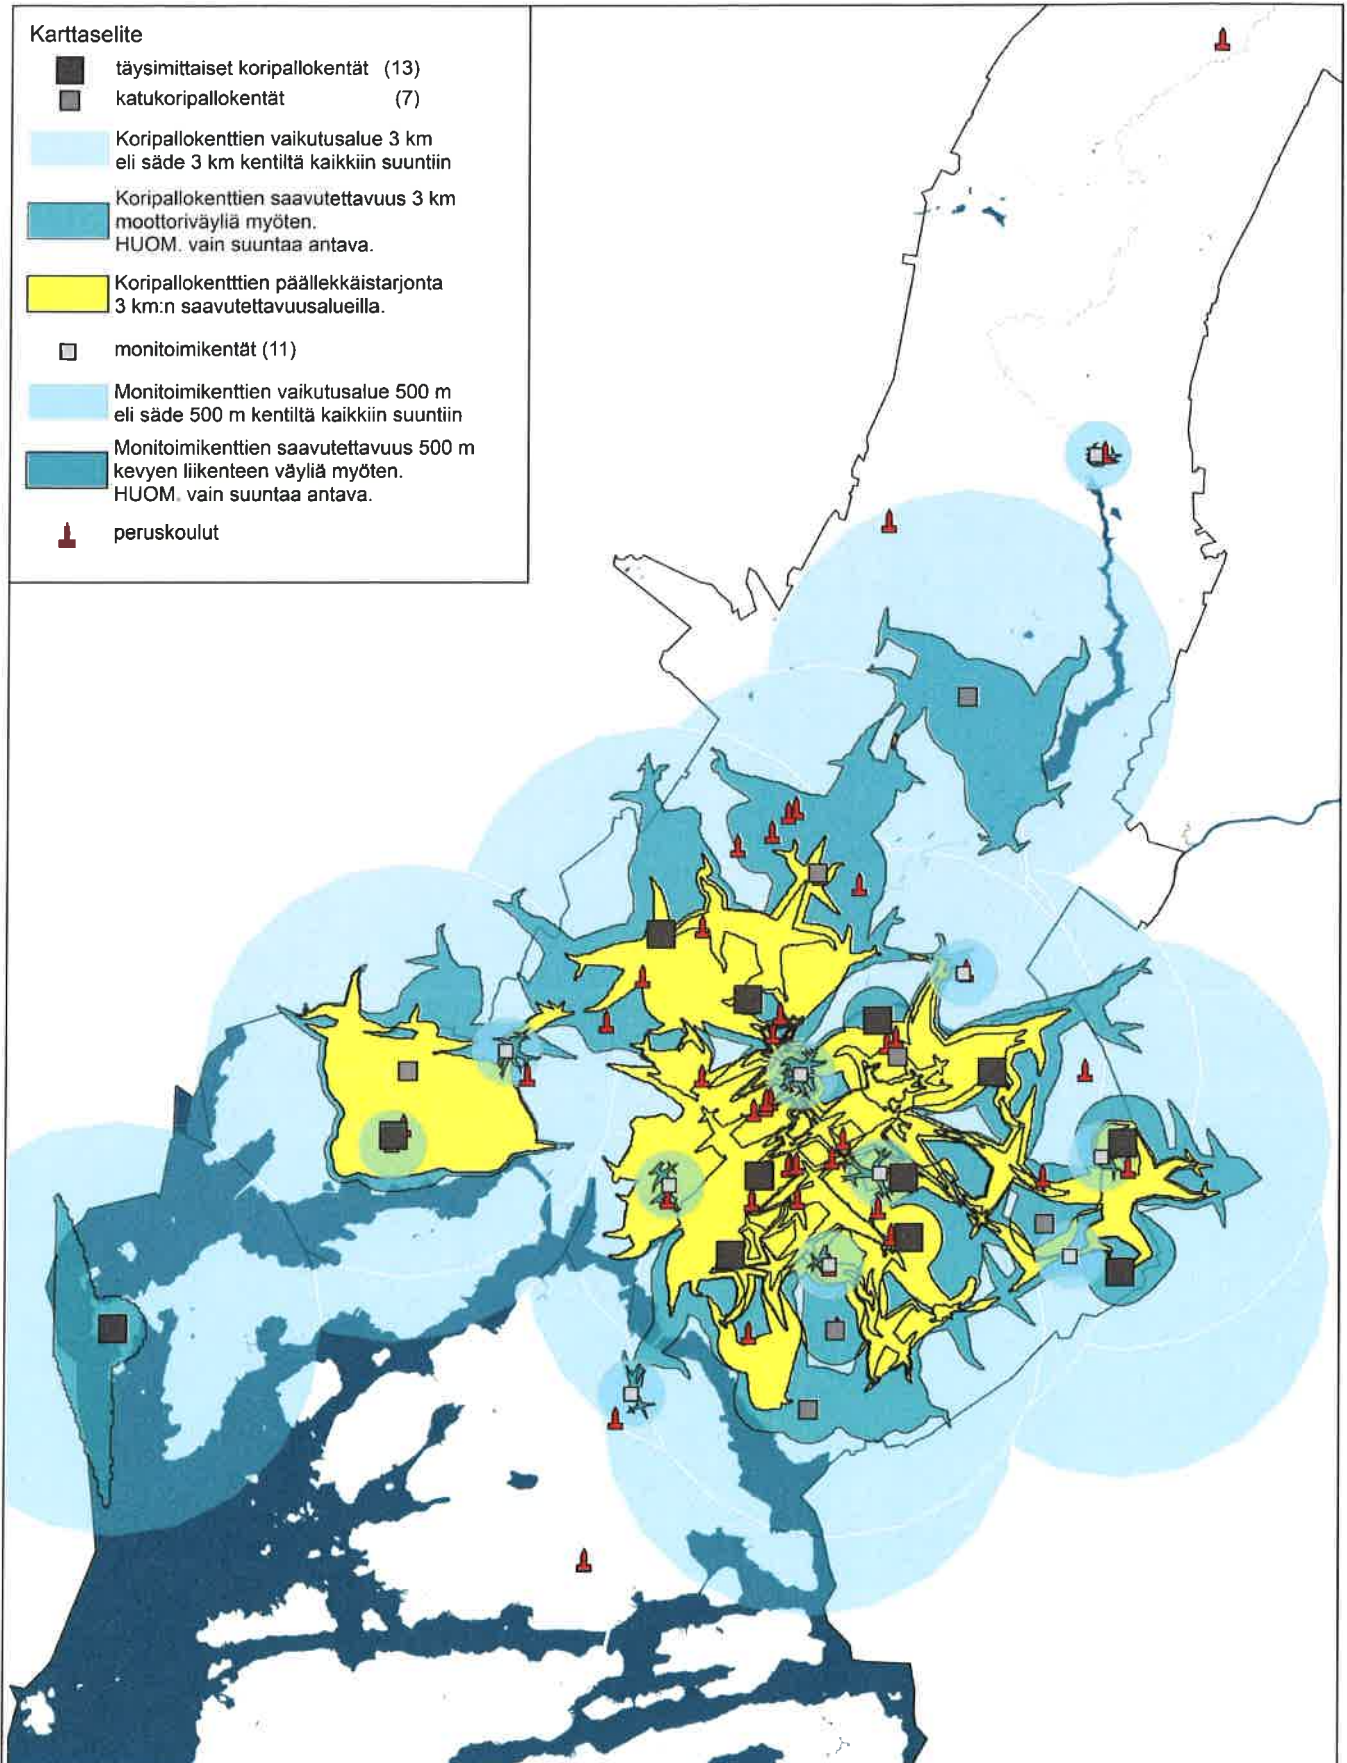 Karttaselite
täysimittaiset koripallokentät (13)
katukoripallokentät (7)
Koripallokenttien vaikutusalue 3 km
eli säde 3 km kentiltä kaikkiin suuntiin
Koripallokenttien saavutettavuus 3 km
moottoriväyliä myöten.
HUOM. vain suuntaa antava.
Koripallokentttien päällekkäistarjonta
3 km:n saavutettavuusalueilla.
monitoimikentät (11)
Monitoimikenttien vaikutusalue 500 m
eli säde 500 m kentiltä kaikkiin suuntiin
Monitoimikenttien saavutettavuus 500 m
kevyen liikenteen väyliä myöten.
HUOM. vain suuntaa antava.
peruskoulut